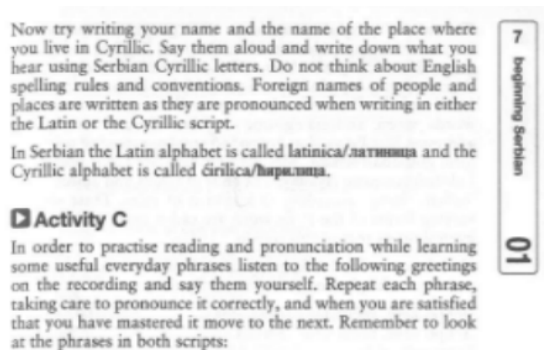 Now try writing your name and the name of the place where
you live in Cyrillic. Say them aloud and write down what you
hear using Serbian Cyrillic letters. Do not think about English
spelling rules and conventions. Foreign names of people and
places are written as they are pronounced when writing in either
the Latin or the Cyrillic script.
In Serbian the Latin alphabet is called latinica/латиница and the
Cyrillic alphabet is called ćirilica/ћирилица.
Activity C
In order to practise reading and pronunciation while learning
some useful everyday phrases listen to the following greetings
on the recording and say them yourself. Repeat each phrase,
taking care to pronounce it correctly, and when you are satisfied
that you have mastered it move to the next. Remember to look
at the phrases in both scripts:
7
beginning Serbian
01